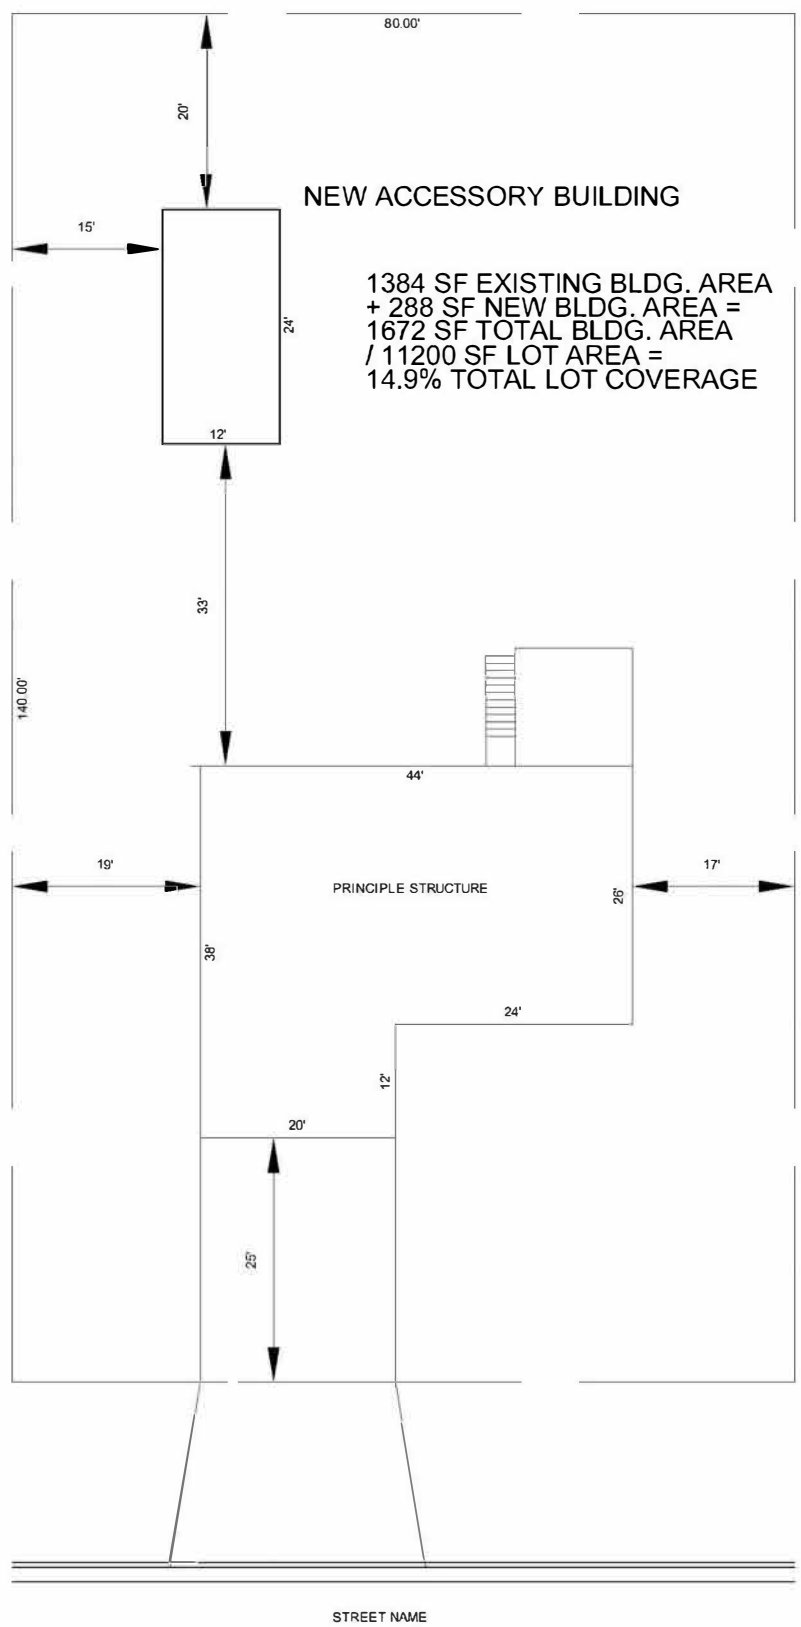 80.00'
20'
NEW ACCESSORY BUILDING
15'
1384 SF EXISTING BLDG. AREA
+ 288 SF NEW BLDG. AREA =
1672 SF TOTAL BLDG. AREA
/ 11200 SF LOT AREA =
14.9% TOTAL LOT COVERAGE
24'
12'
33'
140.00'
44'
19'
17'
PRINCIPLE STRUCTURE
26'
38'
24'
12'
20'
25'
STREET NAME